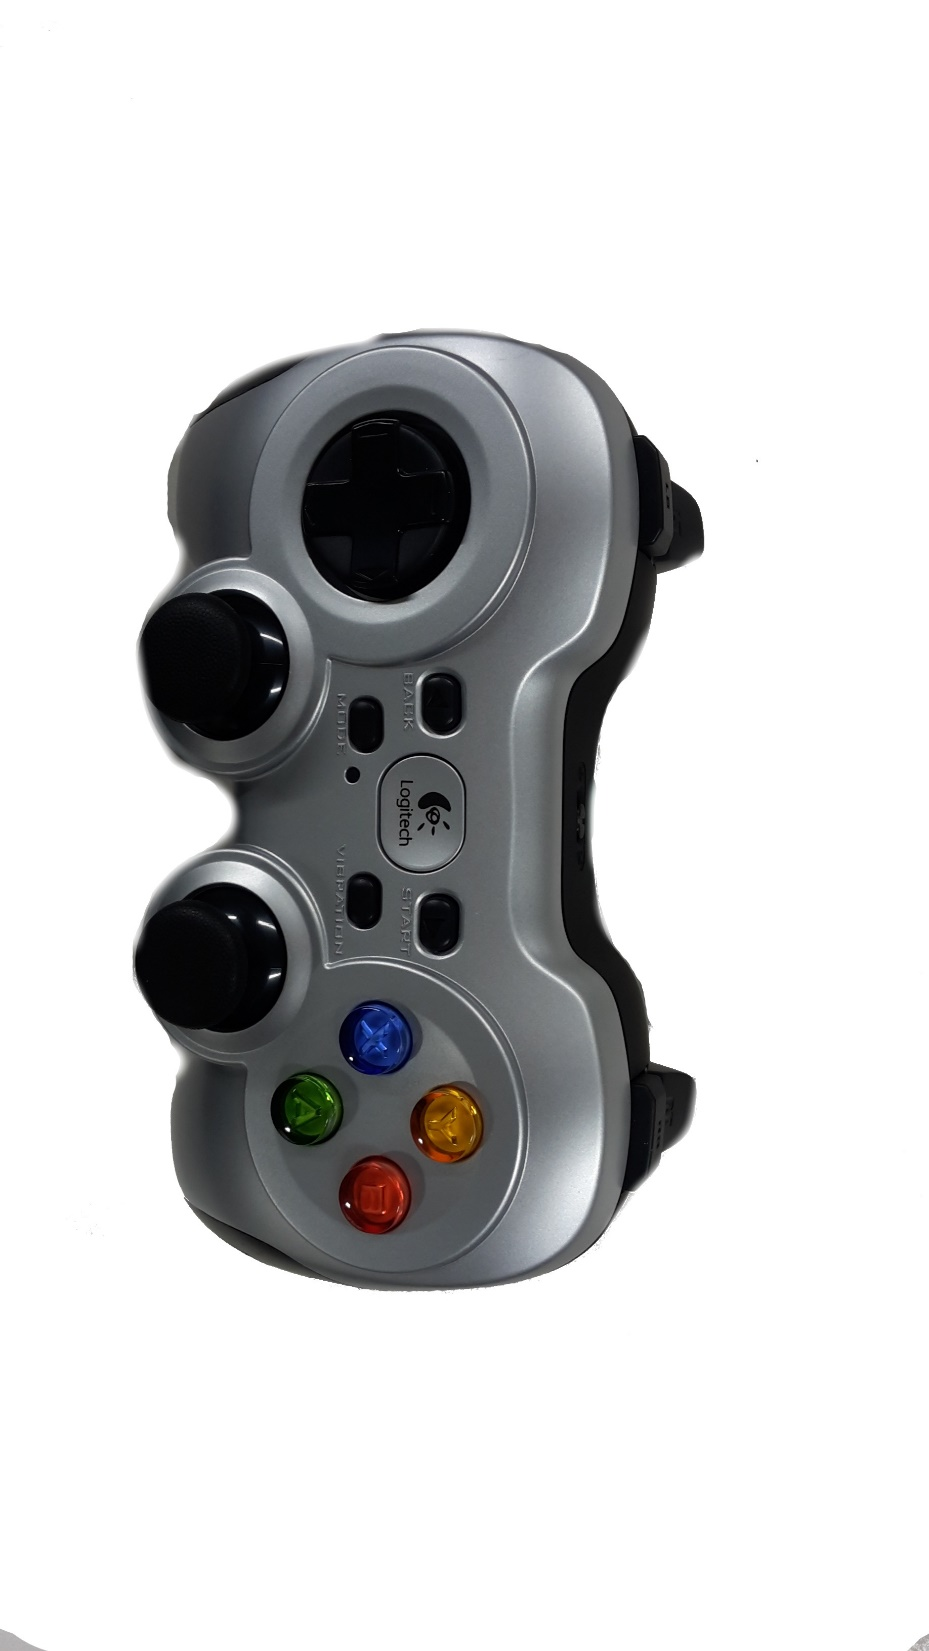 BACK
MODE
Logitech
START
VIBRATION
X
Y
A
B